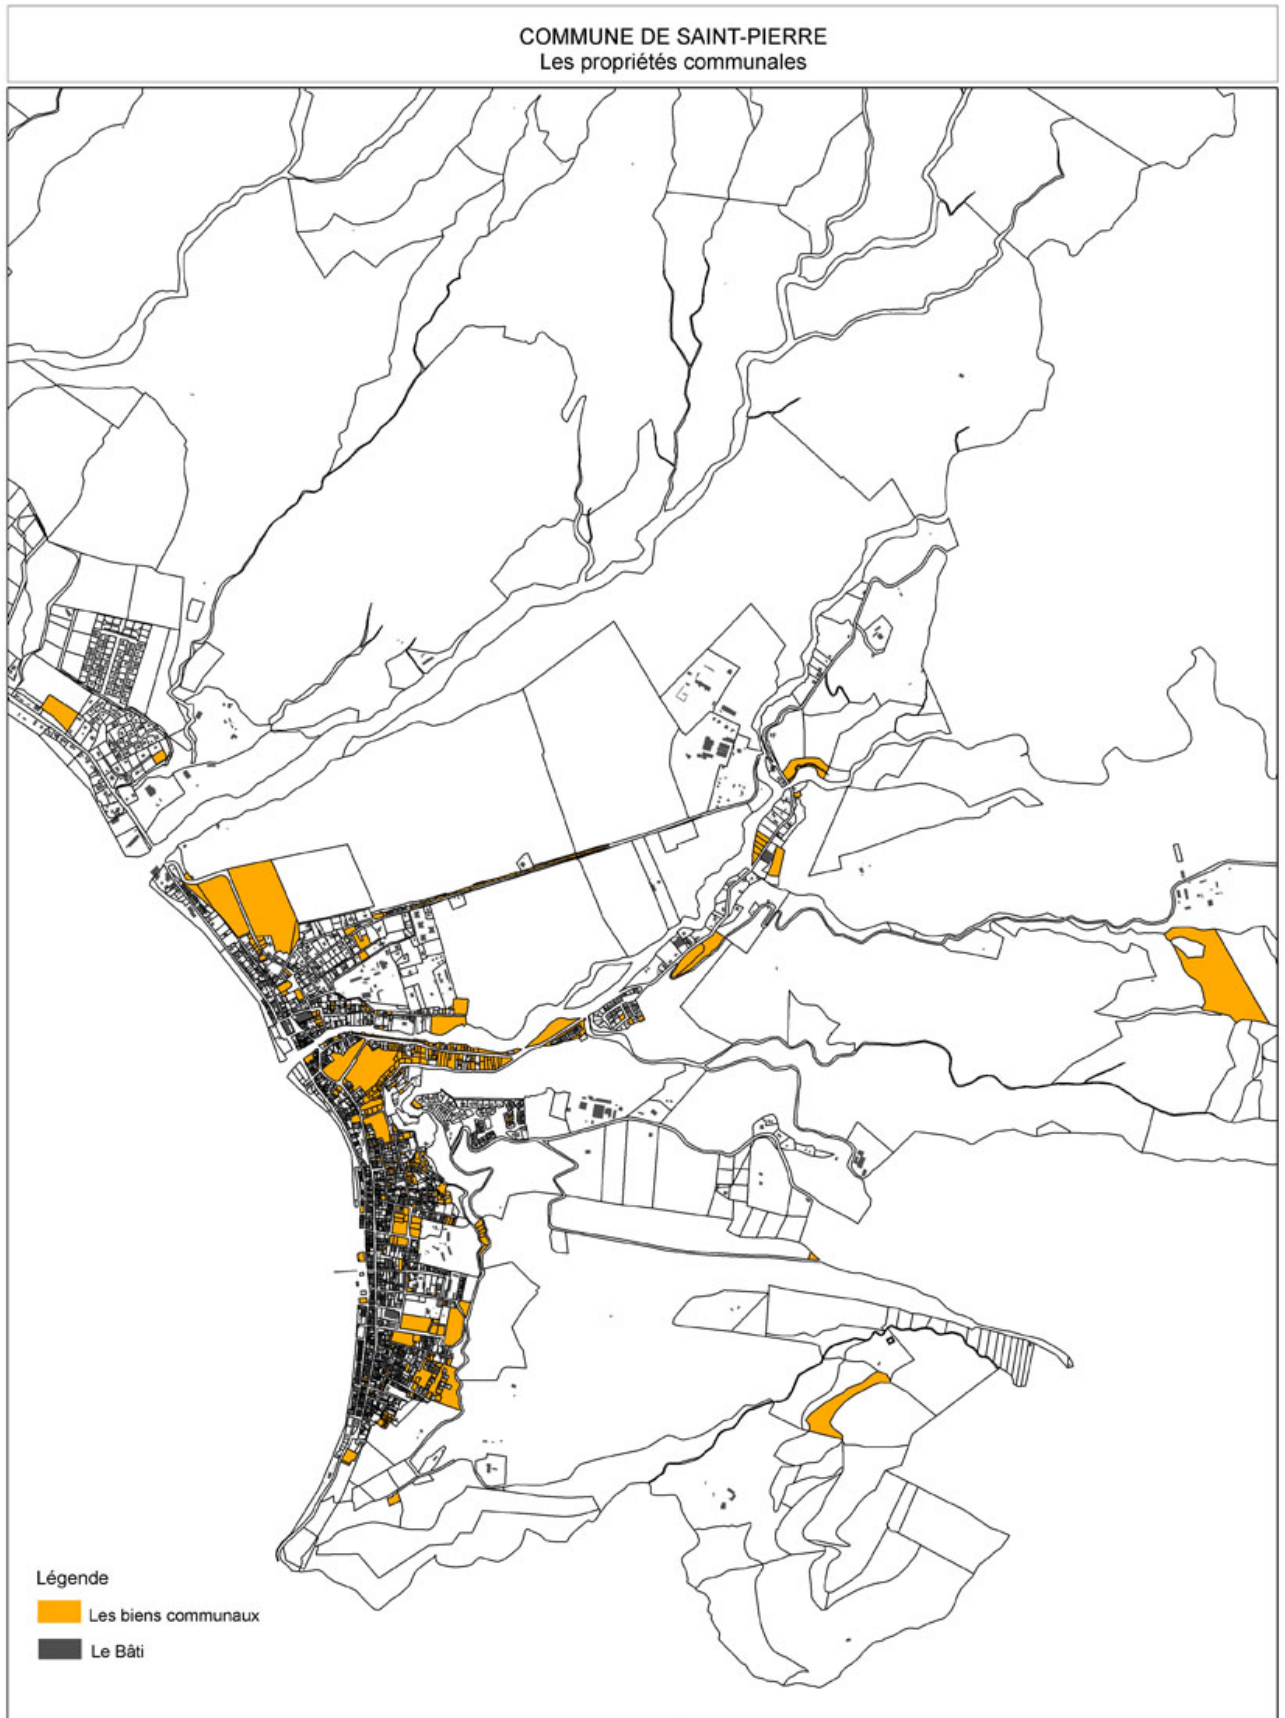 COMMUNE DE SAINT-PIERRE
Les propriétés communales
Légende
Les biens communaux
Le Bâti